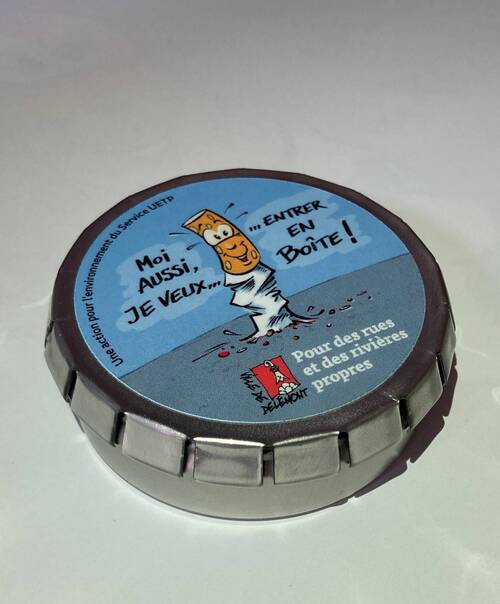 Une action pour l'environnement du Service UETP
Moi
AUSSI,
JE VEUX...
...ENTRER
EN
BOÎTE!
VILLE DE
DELÉMONT
Pour des rues
et des rivières
propres